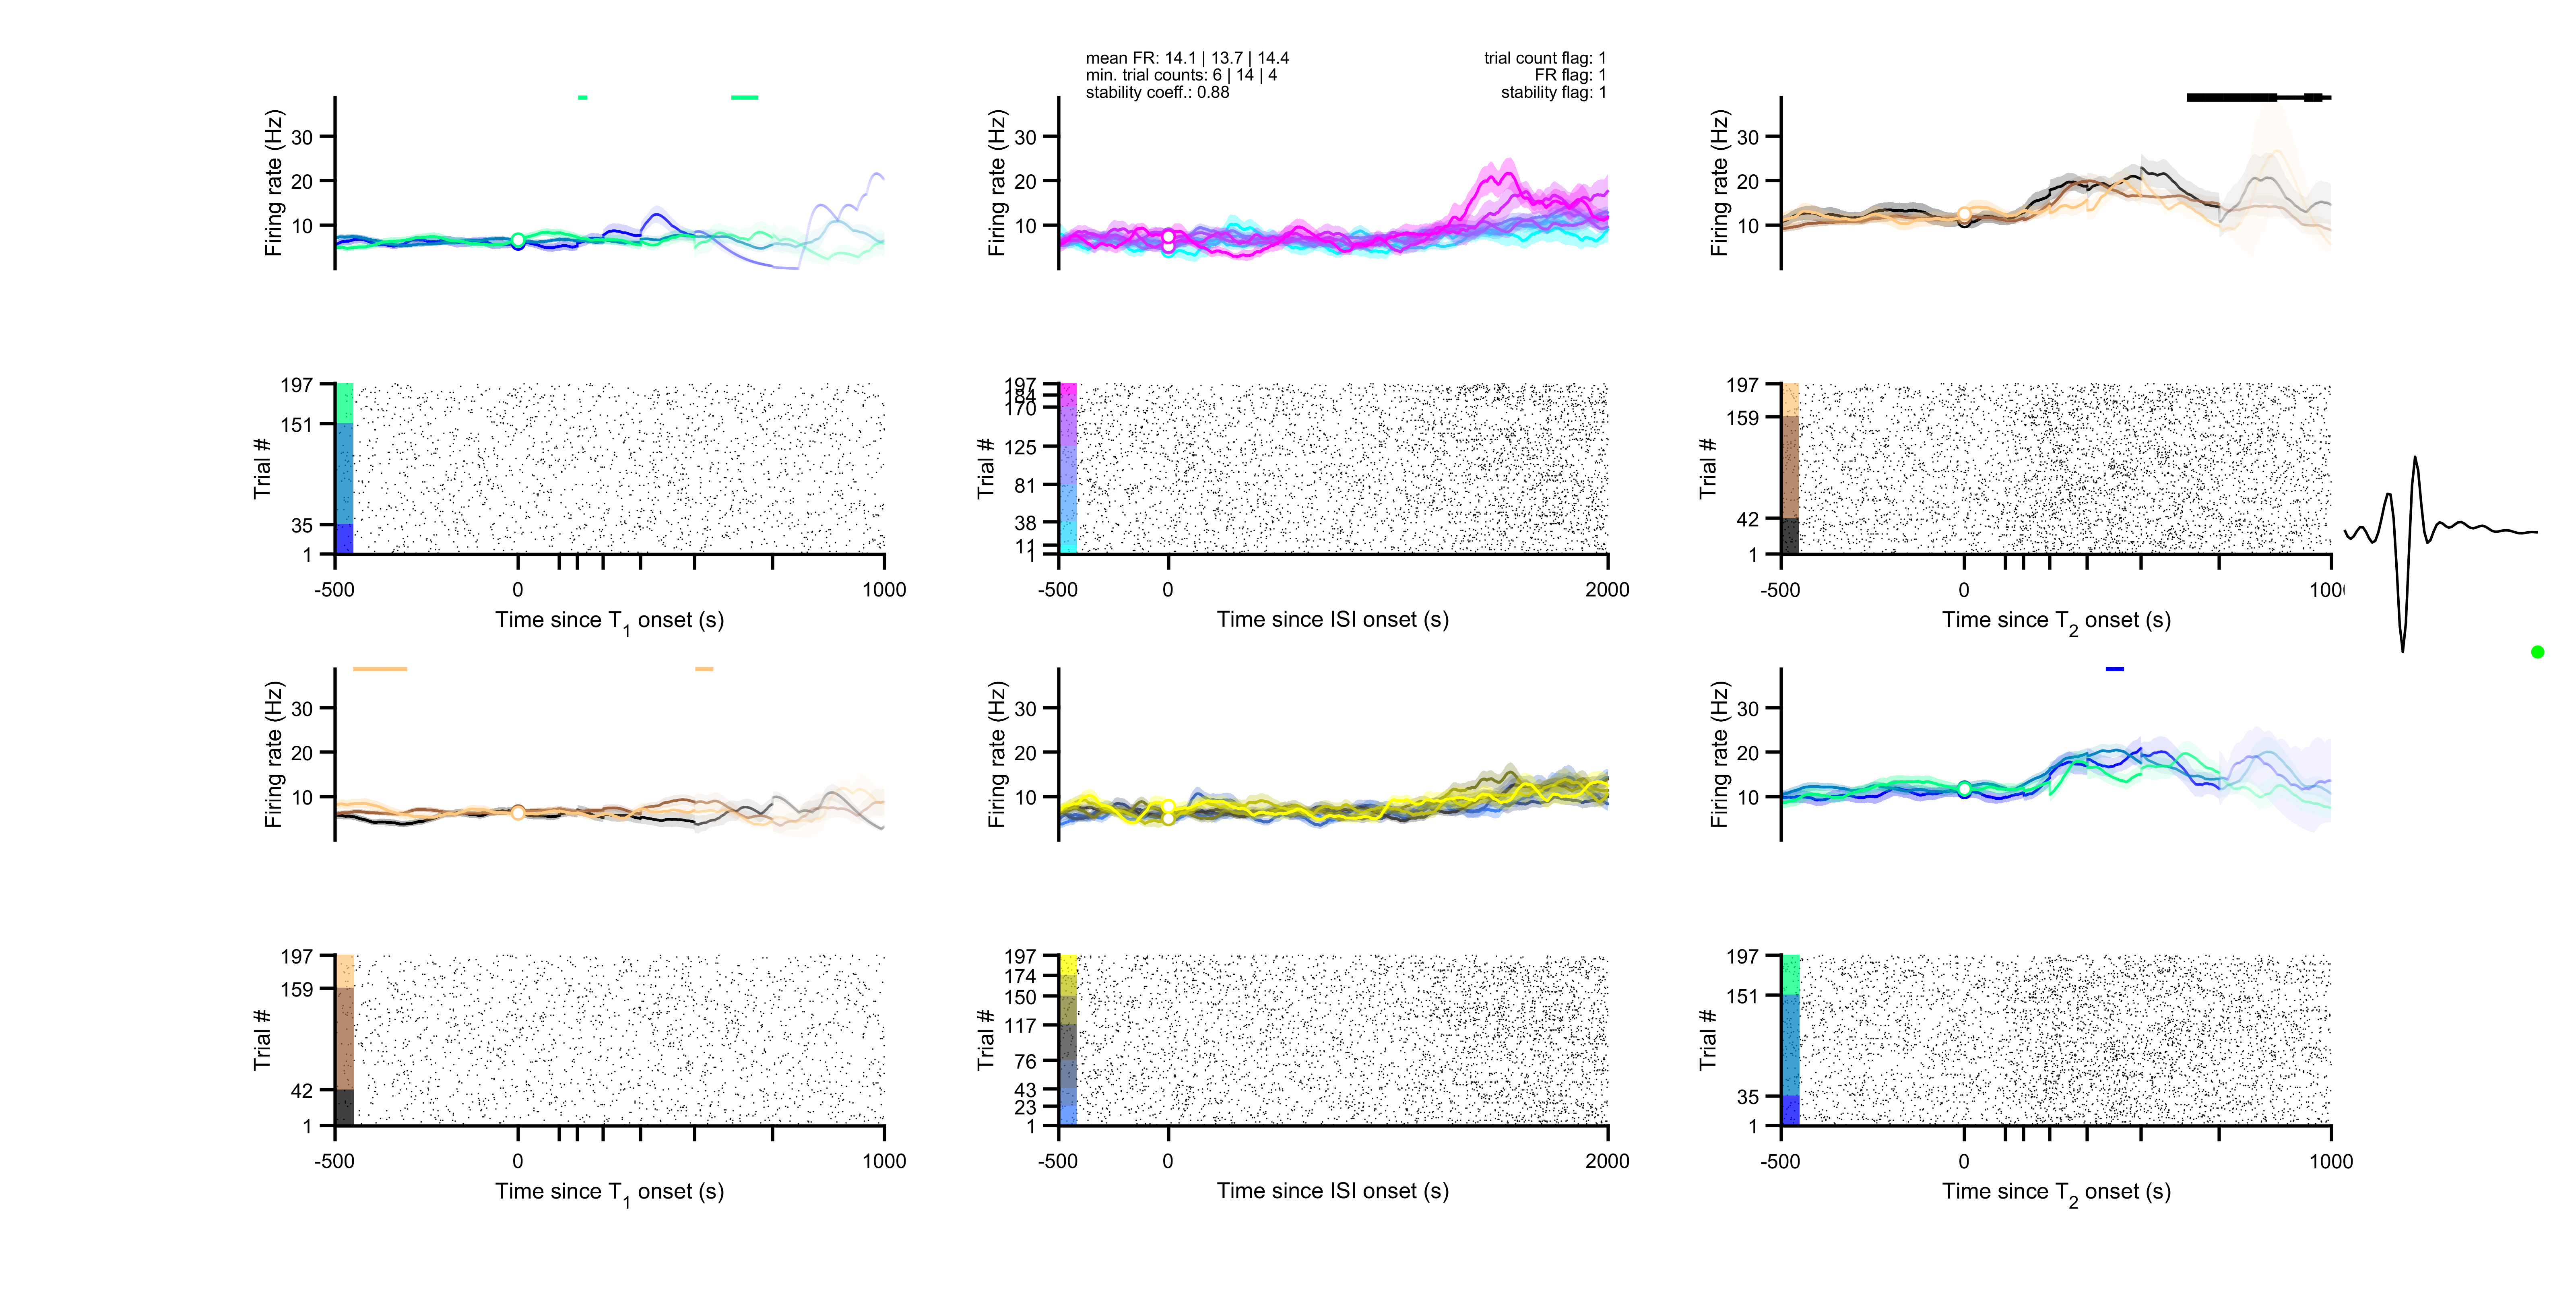 mean FR: 14.1 | 13.7 | 14.4
min. trial counts: 6 | 14 | 4
stability coeff.: 0.88
trial count flag: 1
FR flag: 1
stability flag: 1
Firing rate (Hz)
30
20
10
Firing rate (Hz)
30
20
10
Firing rate (Hz)
30
20
10
Trial #
197
151
35
1
-500
0
1000
Time since T1 onset (s)
Trial #
197
184
170
125
81
38
11
1
-500
0
2000
Time since ISI onset (s)
Trial #
197
159
42
1
-500
0
Time since T2 onset (s)
Firing rate (Hz)
30
20
10
Firing rate (Hz)
30
20
10
Firing rate (Hz)
30
20
10
Trial #
197
159
42
1
-500
0
1000
Time since T1 onset (s)
Trial #
197
174
150
117
76
43
23
1
-500
0
2000
Time since ISI onset (s)
Trial #
197
151
35
1
-500
0
1000
Time since T2 onset (s)